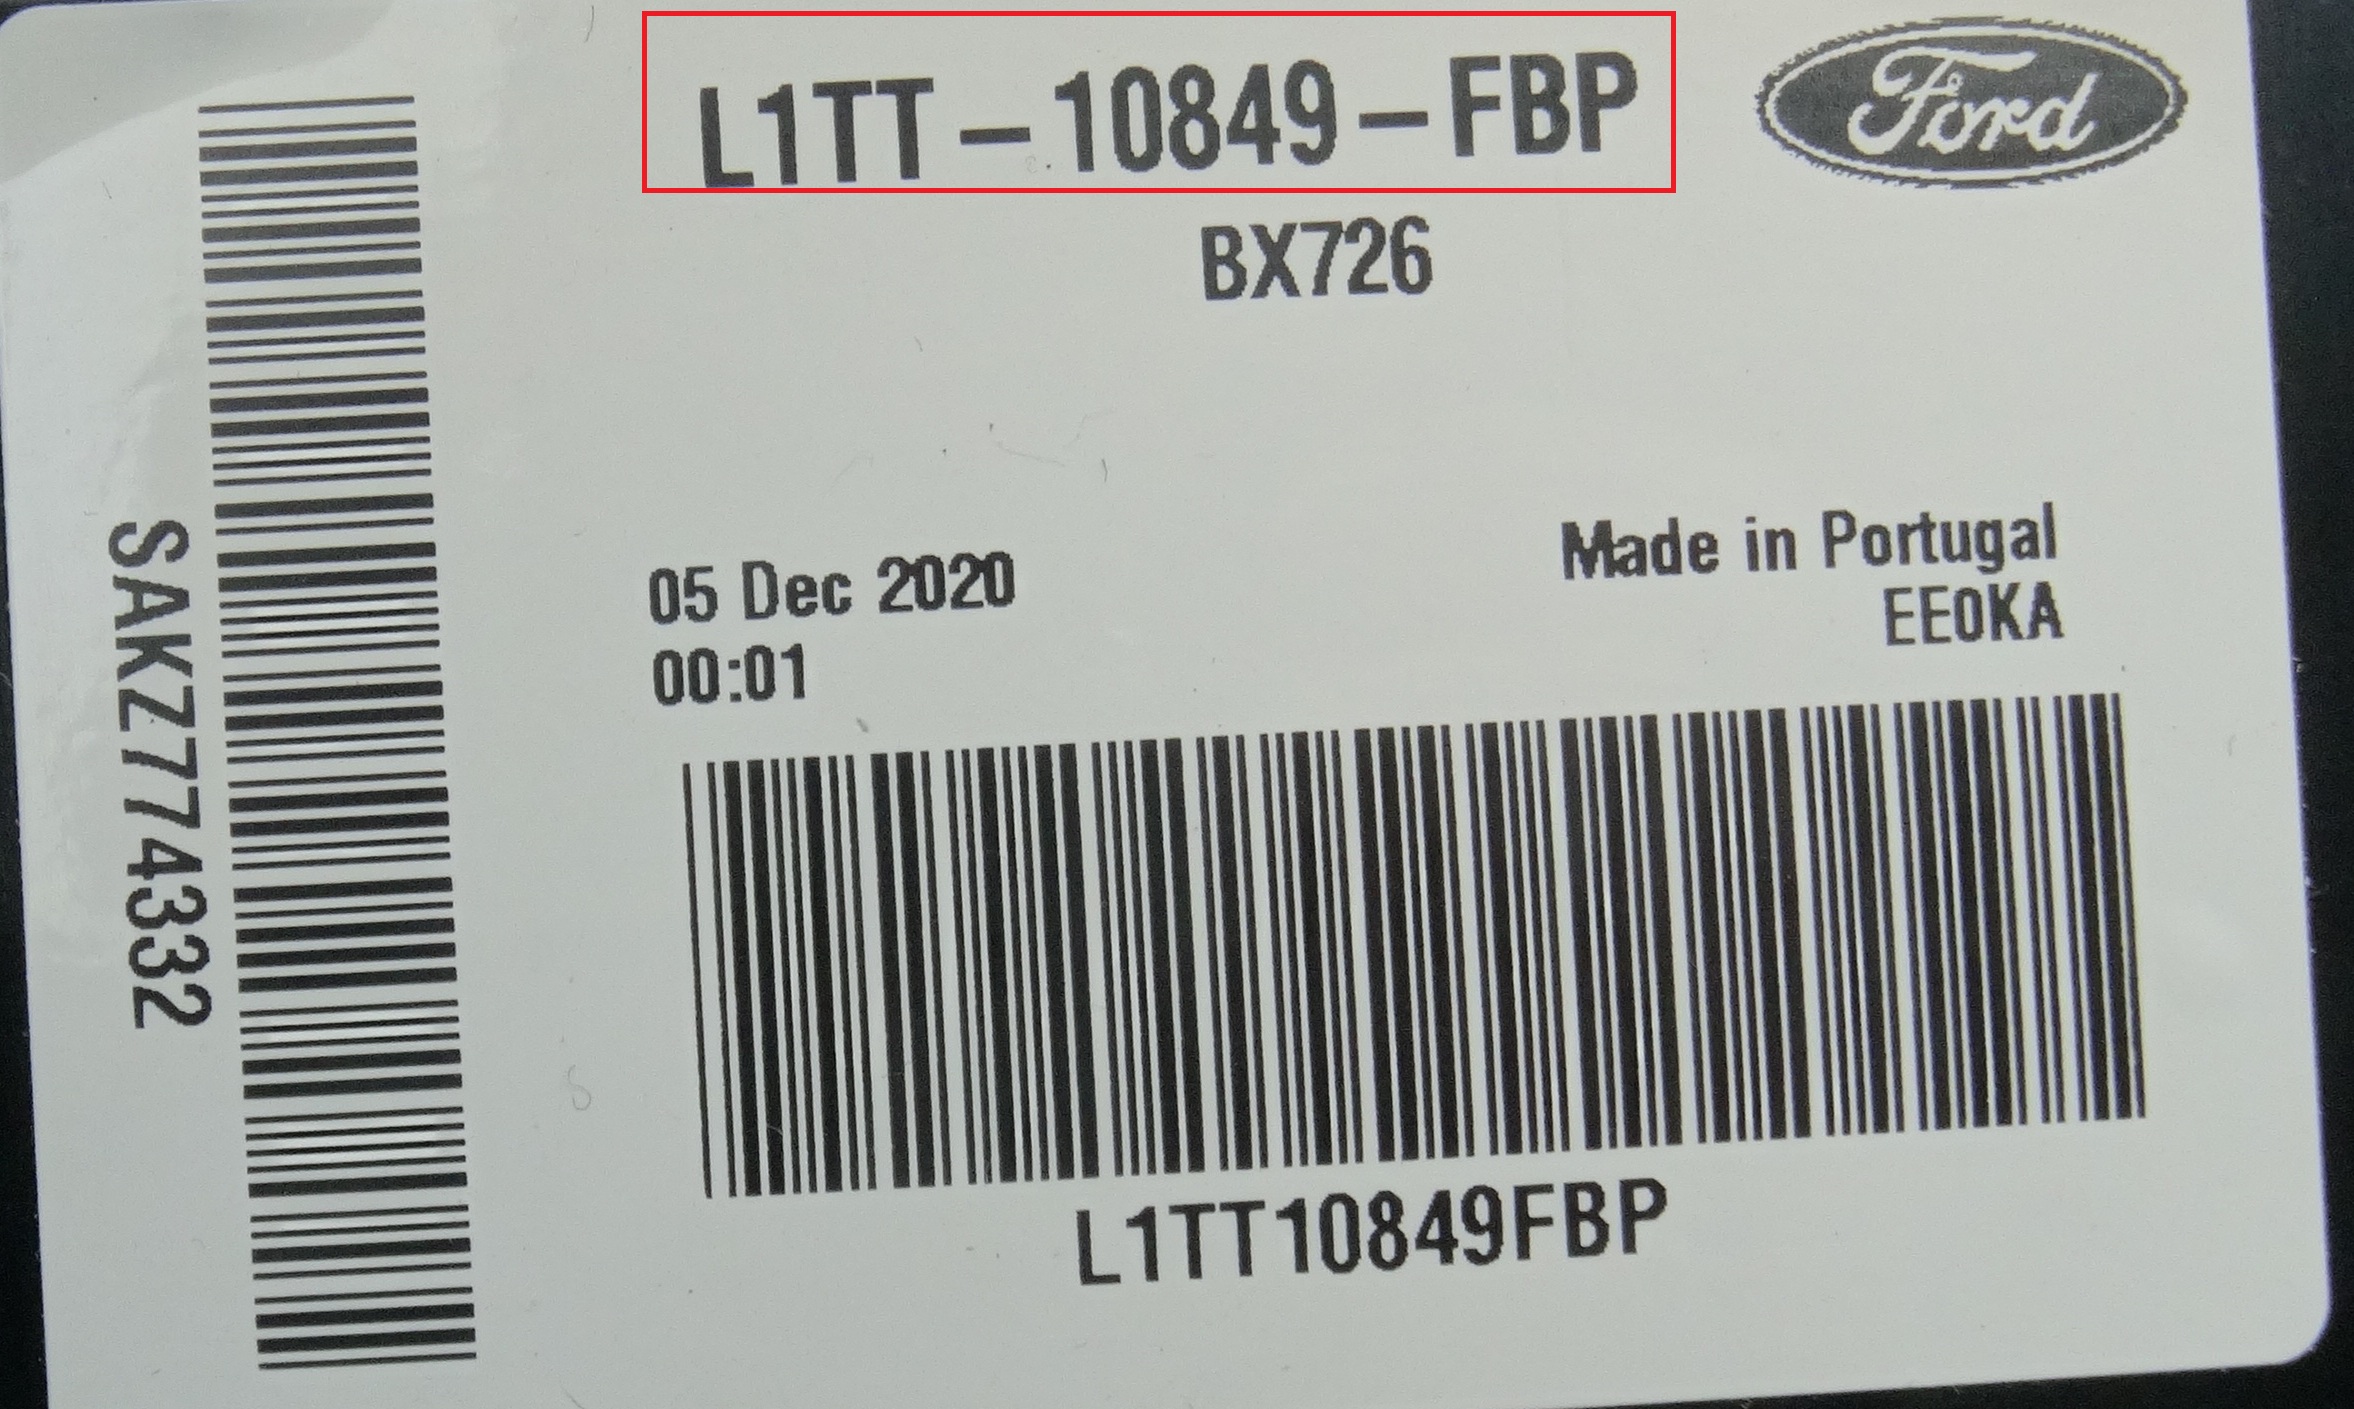 L1TT-10849-FBP
Ford
BX726
SAKZ774332
05 Dec 2020
00:01
Made in Portugal
EE0KA
L1TT10849FBP